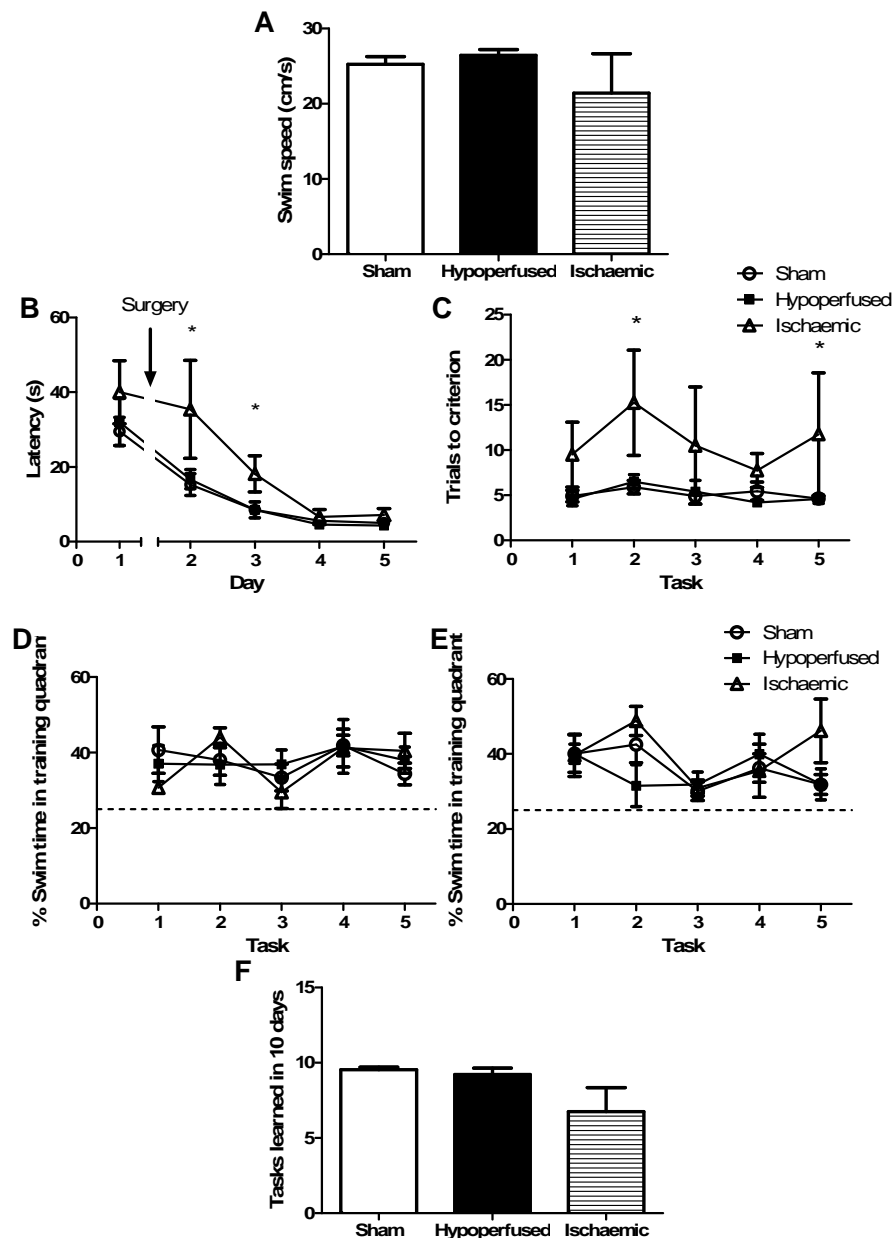 A
Swim speed (cm/s)
30
20
10
0
Sham Hypoperfused Ischaemic
B
Surgery
Latency (s)
60
40
20
0
*
*
0 1 2 3 4 5
Day
C
Sham
Hypoperfused
Ischaemic
Trials to criterion
25
20
15
10
5
0
*
*
0 1 2 3 4 5
Task
D
% Swim time in training quadran
60
40
20
0
0 1 2 3 4 5
Task
E
Sham
Hypoperfused
Ischaemic
% Swim time in training quadrant
60
40
20
0
0 1 2 3 4 5
Task
F
Tasks learned in 10 days
15
10
5
0
Sham Hypoperfused Ischaemic